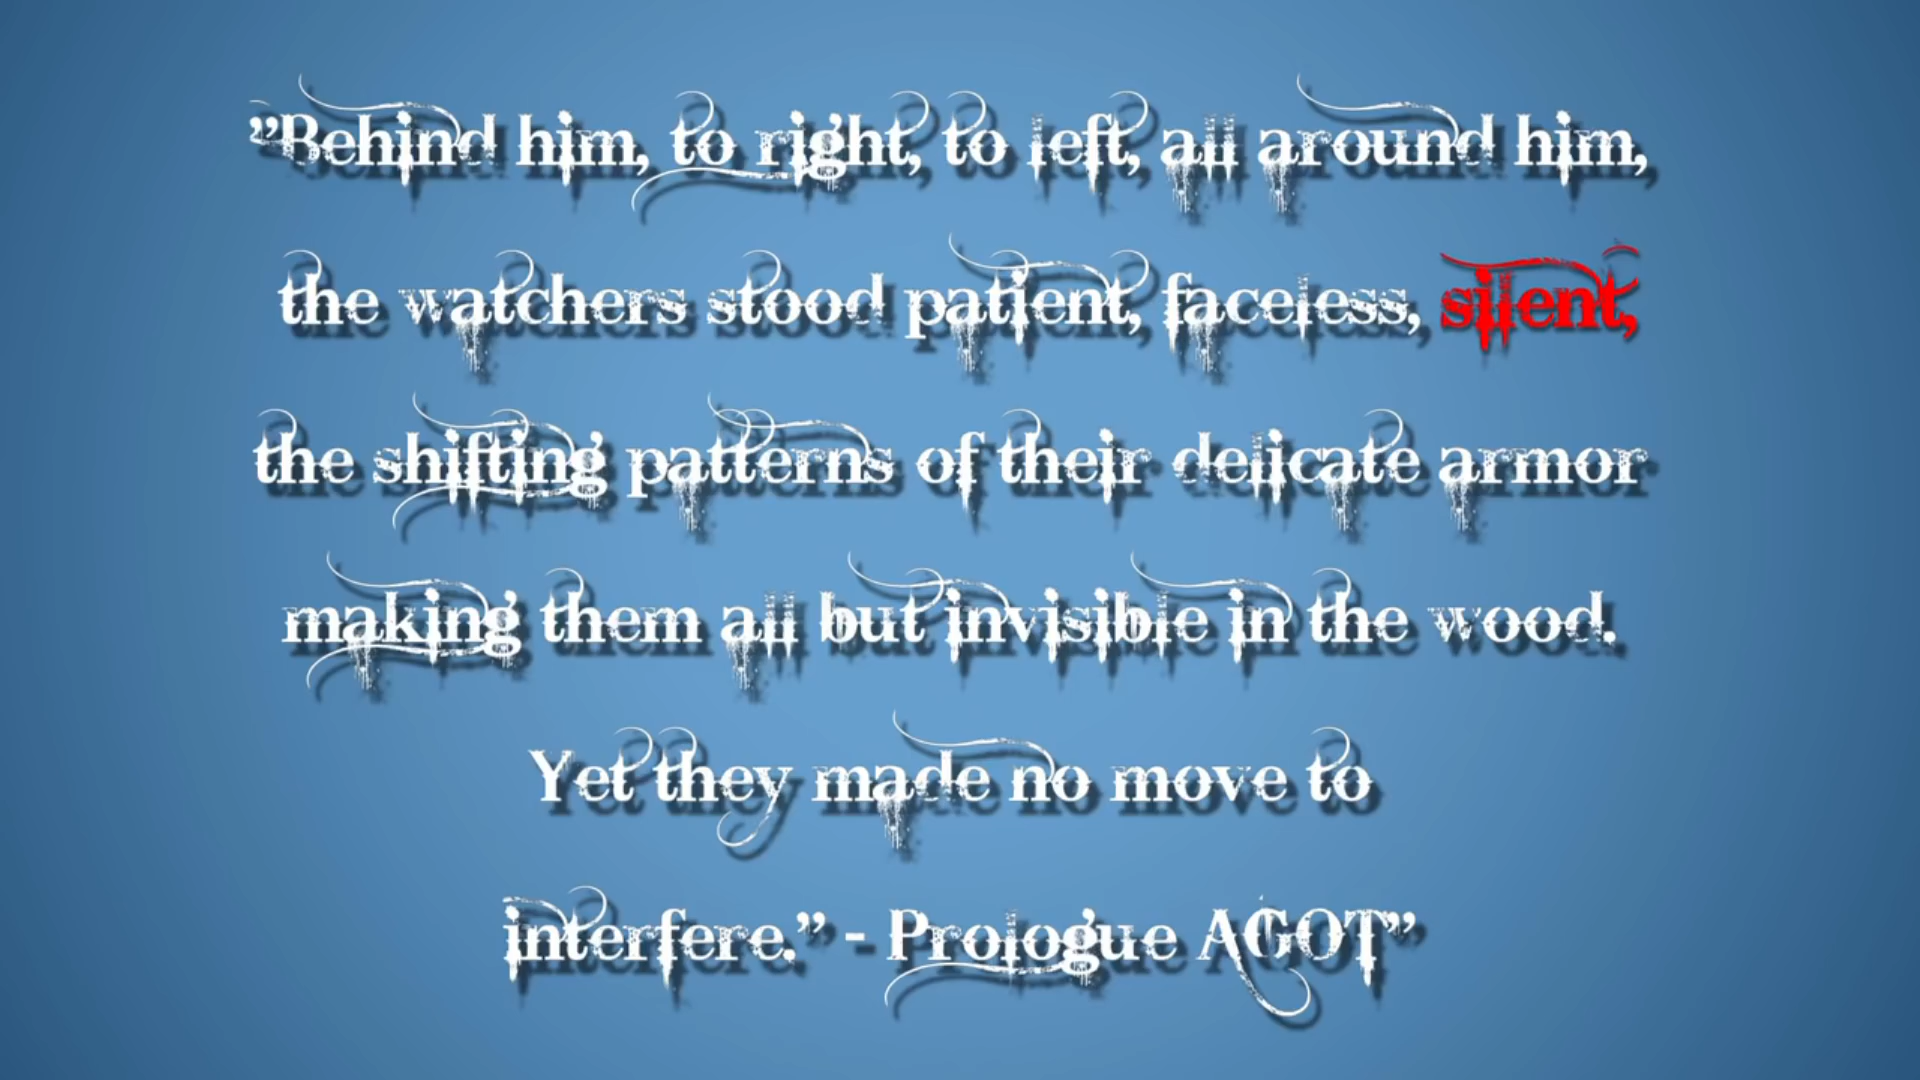 "Behind him, to right, to left, all around him,
the watchers stood patient, faceless, silent,
the shifting patterns of their delicate armor
making them all but invisible in the wood.
Yet they made no move to
interfere." - Prologue AGOT"